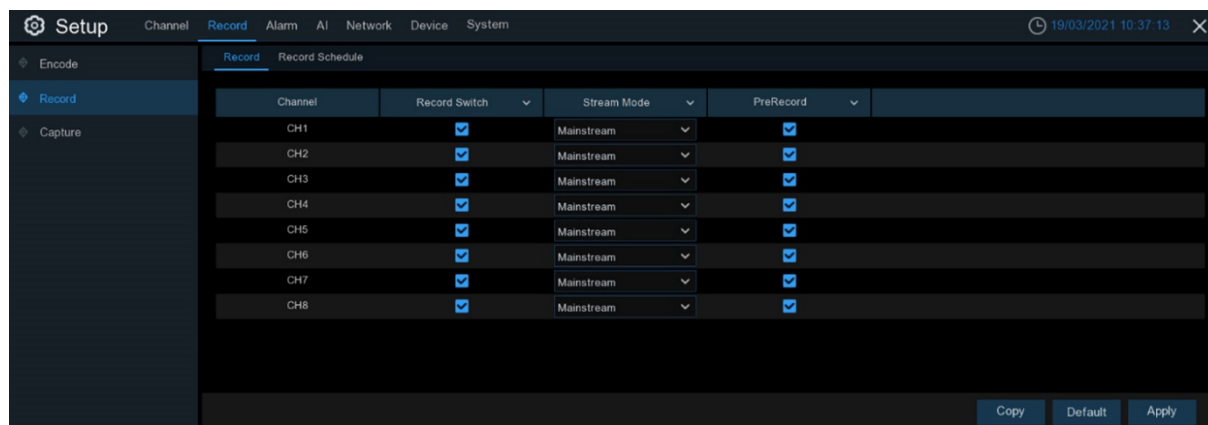 Setup Channel Record Alarm AI Network Device System 19/03/2021 10:37:13
Encode
Record
Capture
Record Record Schedule
Channel Record Switch Stream Mode PreRecord
CH1 Mainstream
CH2 Mainstream
CH3 Mainstream
CH4 Mainstream
CH5 Mainstream
CH6 Mainstream
CH7 Mainstream
CH8 Mainstream
Copy Default Apply